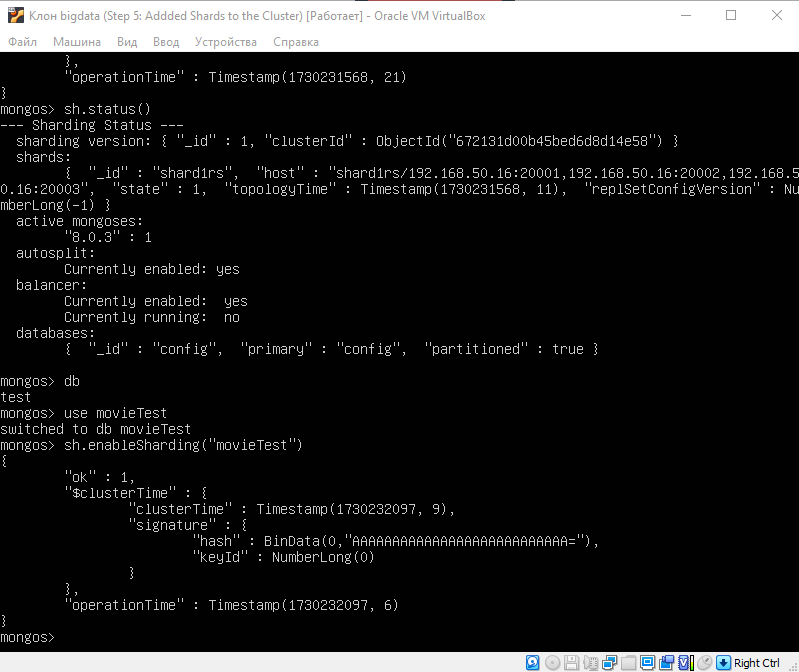 Клон bigdata (Step 5: Addded Shards to the Cluster) [Работает] - Oracle VM VirtualBox
Файл Машина Вид Ввод Устройства Справка
        },
        "operationTime" : Timestamp(1730231568, 21)
}
mongos> sh.status()
--- Sharding Status ---
  sharding version: { "_id" : 1, "clusterId" : ObjectId("672131d00b45bed6d8d14e58") }
  shards:
        {  "_id" : "shard1rs",  "host" : "shard1rs/192.168.50.16:20001,192.168.50.16:20002,192.168.5
0.16:20003",  "state" : 1,  "topologyTime" : Timestamp(1730231568, 11),  "replSetConfigVersion" : Nu
mberLong(-1) }
  active mongoses:
        "8.0.3" : 1
  autosplit:
        Currently enabled: yes
  balancer:
        Currently enabled:  yes
        Currently running:  no
  databases:
        {  "_id" : "config",  "primary" : "config",  "partitioned" : true }
mongos> db
test
mongos> use movieTest
switched to db movieTest
mongos> sh.enableSharding("movieTest")
{
        "ok" : 1,
        "$clusterTime" : {
                "clusterTime" : Timestamp(1730232097, 9),
                "signature" : {
                        "hash" : BinData(0,"AAAAAAAAAAAAAAAAAAAAAAAAAAA="),
                        "keyId" : NumberLong(0)
                }
        },
        "operationTime" : Timestamp(1730232097, 6)
}
mongos>
Right Ctrl